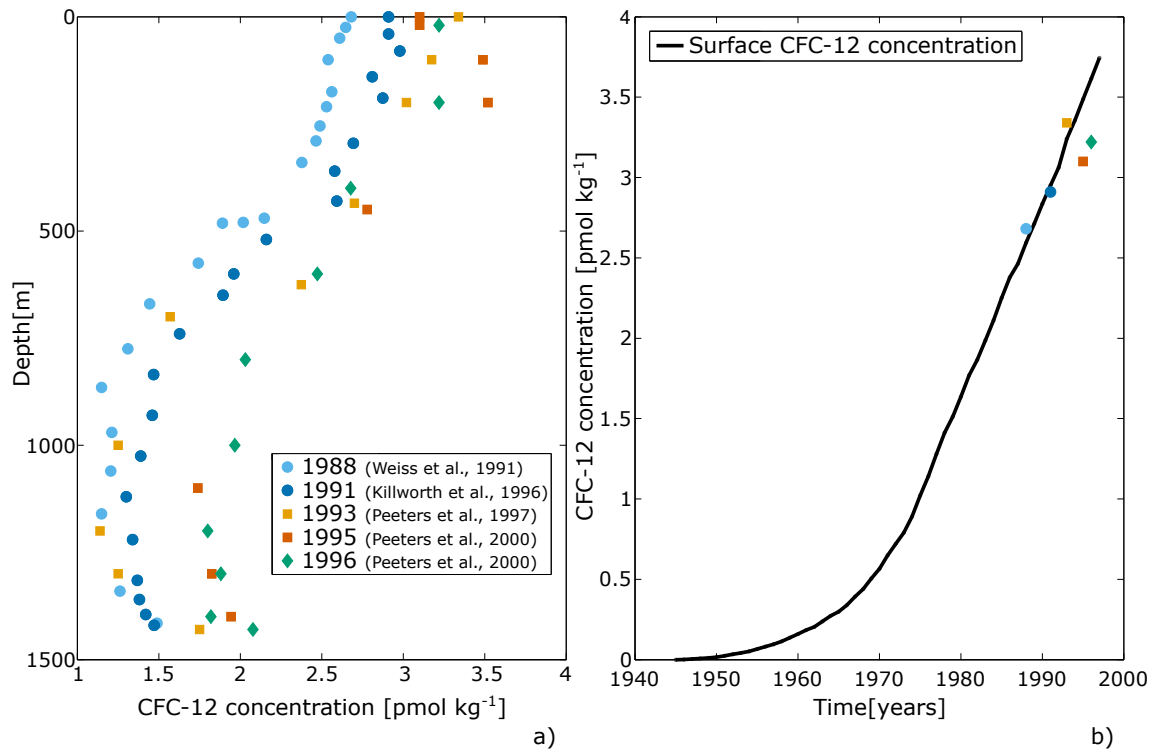 0
500
1000
1500
Depth[m]
1
1.5
2
2.5
3
3.5
4
CFC-12 concentration [pmol kg-1]
1988 (Weiss et al., 1991)
1991 (Killworth et al., 1996)
1993 (Peeters et al., 1997)
1995 (Peeters et al., 2000)
1996 (Peeters et al., 2000)
a)
4
3.5
3
2.5
2
1.5
1
0.5
0
CFC-12 concentration [pmol kg-1]
Surface CFC-12 concentration
1940
1950
1960
1970
1980
1990
2000
Time[years]
b)